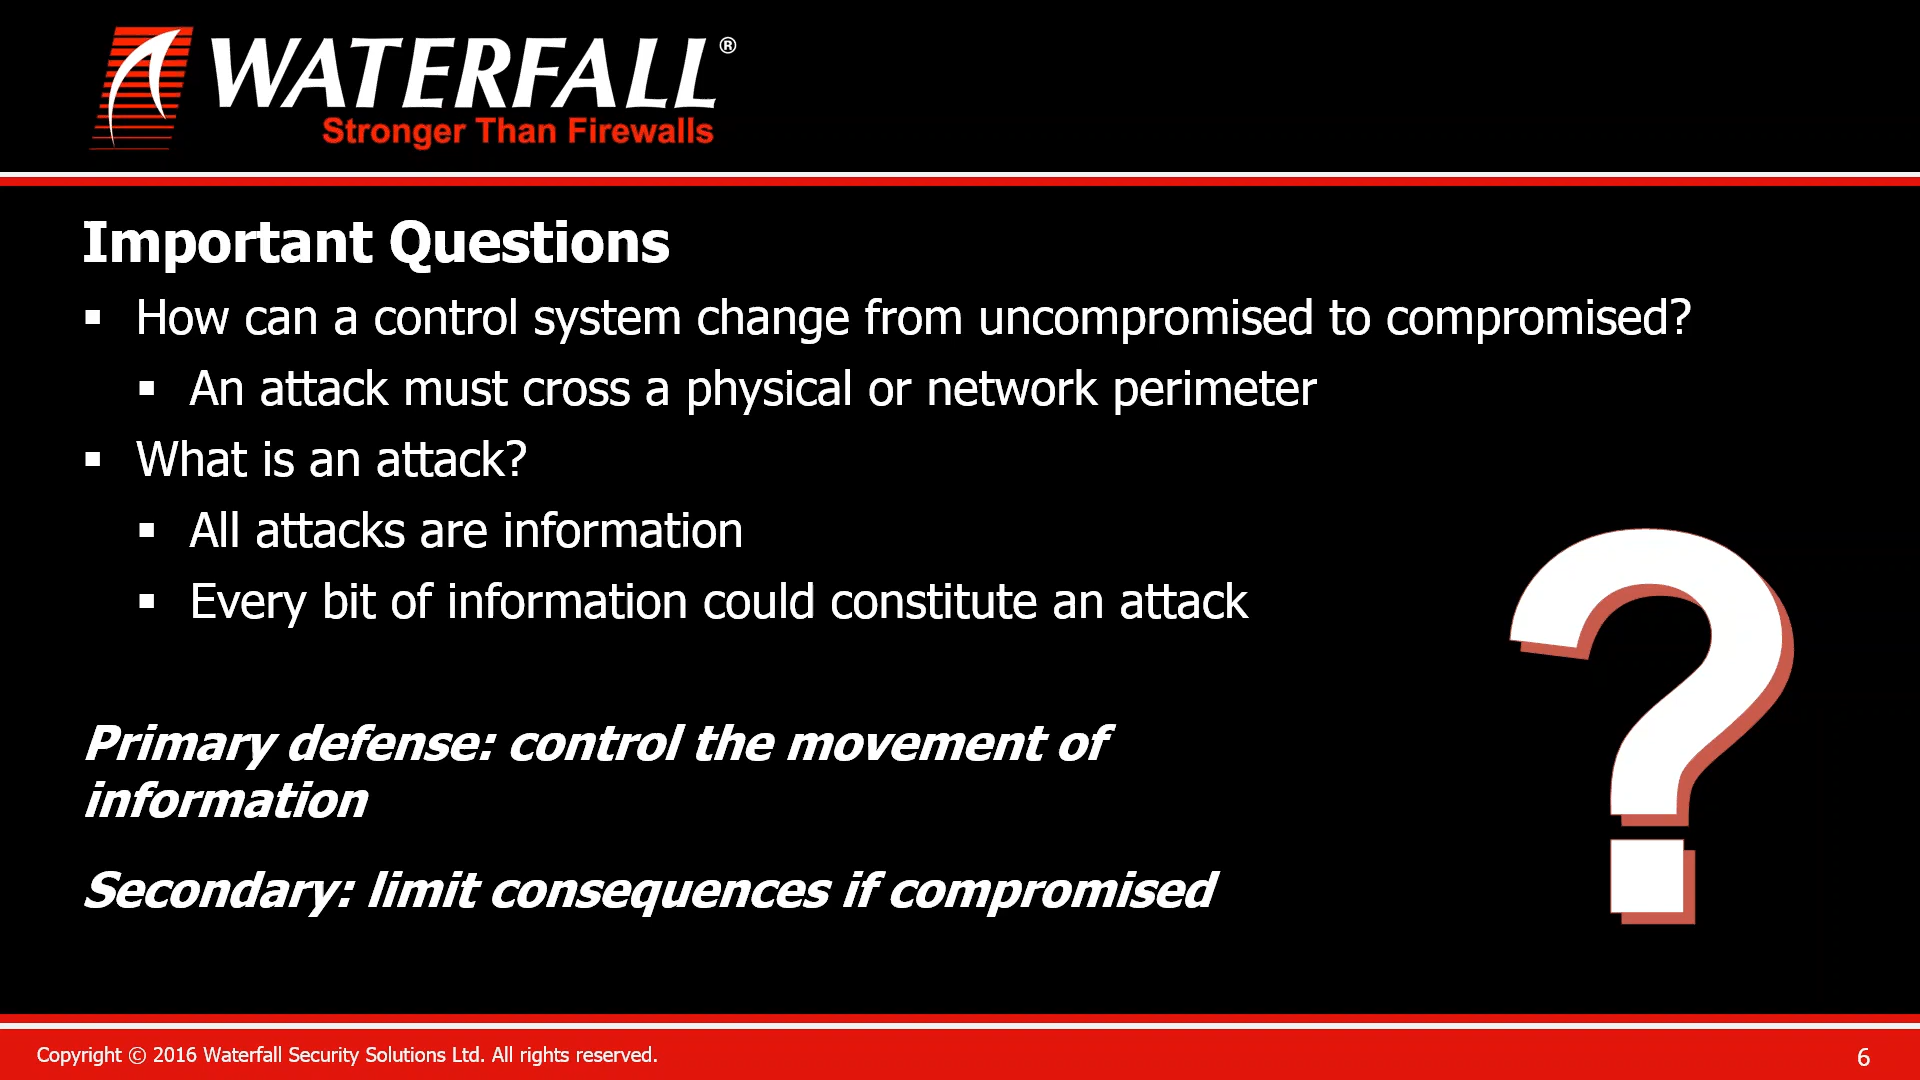 WATERFALL®
Stronger Than Firewalls
Important Questions
▪ How can a control system change from uncompromised to compromised?
▪ An attack must cross a physical or network perimeter
▪ What is an attack?
▪ All attacks are information
▪ Every bit of information could constitute an attack
Primary defense: control the movement of
information
Secondary: limit consequences if compromised
?
Copyright © 2016 Waterfall Security Solutions Ltd. All rights reserved.
6